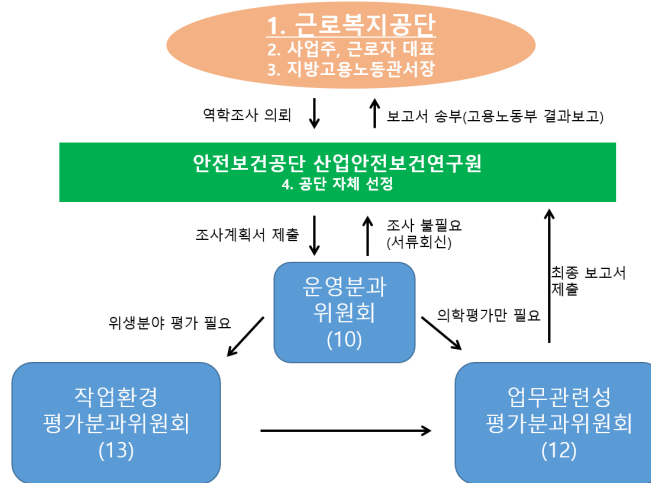 1. 근로복지공단
2. 사업주, 근로자 대표
3. 지방고용노동관서장
역학조사 의뢰
보고서 송부(고용노동부 결과보고)
안전보건공단 산업안전보건연구원
4. 공단 자체 선정
조사계획서 제출
조사 불필요
(서류회신)
최종 보고서
제출
운영분과
위원회
(10)
위생분야 평가 필요
의학평가만 필요
작업환경
평가분과위원회
(13)
업무관련성
평가분과위원회
(12)